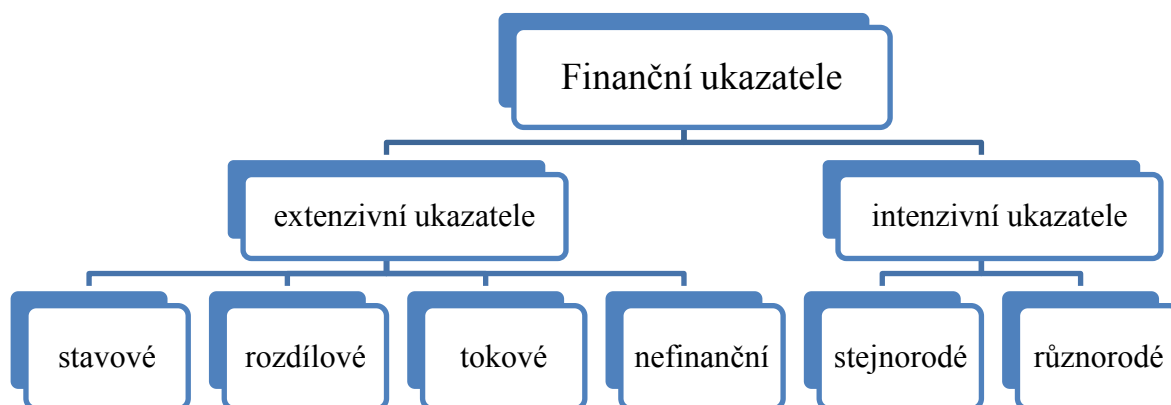 Finanční ukazatele
extenzivní ukazatele
intenzivní ukazatele
stavové
rozdílové
tokové
nefinanční
stejnorodé
různorodé